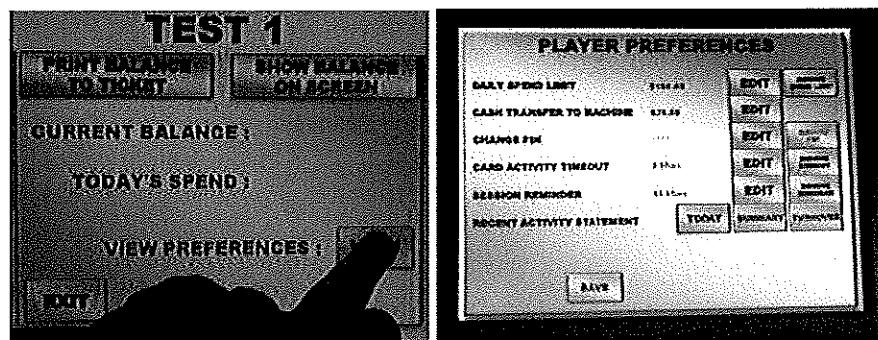 TEST 1
PRINT BALANCE TO TICKET
SHOW BALANCE ON SCREEN
CURRENT BALANCE :
TODAY'S SPEND :
VIEW PREFERENCES :
EXIT
PLAYER PREFERENCES
DAILY SPEND LIMIT EDIT
CASH TRANSFER TO MACHINE EDIT
CHANGE PIN EDIT
CARD ACTIVITY TIMEOUT EDIT
SESSION REMINDER EDIT
RECENT ACTIVITY STATEMENT TODAY SUMMARY TURNOVER
SAVE